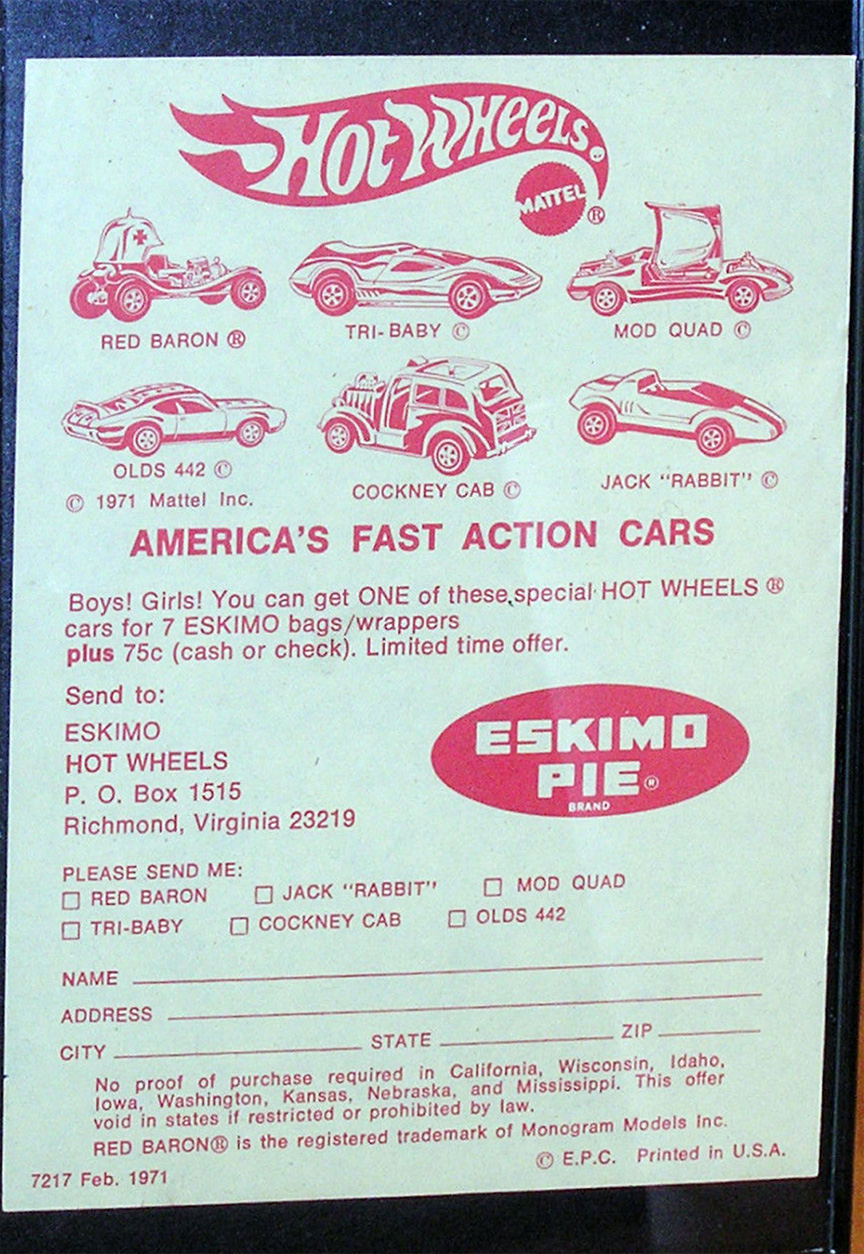 HOT WHEELS®
MATTEL ®
RED BARON ® TRI-BABY © MOD QUAD ©
OLDS 442 © COCKNEY CAB © JACK "RABBIT" ©
© 1971 Mattel Inc.
AMERICA'S FAST ACTION CARS
Boys! Girls! You can get ONE of these special HOT WHEELS ®
cars for 7 ESKIMO bags/wrappers
plus 75c (cash or check). Limited time offer.
Send to:
ESKIMO
HOT WHEELS
P. O. Box 1515
Richmond, Virginia 23219
ESKIMO
PIE®
BRAND
PLEASE SEND ME:
☐ RED BARON ☐ JACK "RABBIT" ☐ MOD QUAD
☐ TRI-BABY ☐ COCKNEY CAB ☐ OLDS 442
NAME
ADDRESS
CITY STATE ZIP
No proof of purchase required in California, Wisconsin, Idaho,
Iowa, Washington, Kansas, Nebraska, and Mississippi. This offer
void in states if restricted or prohibited by law.
RED BARON® is the registered trademark of Monogram Models Inc.
© E.P.C. Printed in U.S.A.
7217 Feb. 1971